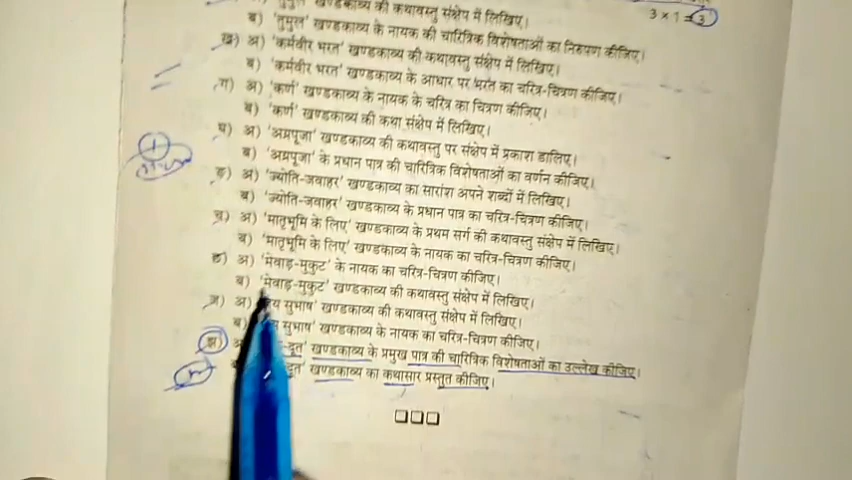 'तुमुल' खण्डकाव्य की कथावस्तु संक्षेप में लिखिए।
3 x 1 = 3
ब) 'तुमुल' खण्डकाव्य के नायक की चारित्रिक विशेषताओं का निरूपण कीजिए।
ख) अ) 'कर्मवीर भरत' खण्डकाव्य की कथावस्तु संक्षेप में लिखिए।
ब) 'कर्मवीर भरत' खण्डकाव्य के आधार पर भरत का चरित्र-चित्रण कीजिए।
ग) अ) 'कर्ण' खण्डकाव्य के नायक के चरित्र का चित्रण कीजिए।
ब) 'कर्ण' खण्डकाव्य की कथा संक्षेप में लिखिए।
घ) अ) 'अग्रपूजा' खण्डकाव्य की कथावस्तु पर संक्षेप में प्रकाश डालिए।
ब) 'अग्रपूजा' के प्रधान पात्र की चारित्रिक विशेषताओं का वर्णन कीजिए।
ङ) अ) 'ज्योति-जवाहर' खण्डकाव्य का सारांश अपने शब्दों में लिखिए।
ब) 'ज्योति-जवाहर' खण्डकाव्य के प्रधान पात्र का चरित्र-चित्रण कीजिए।
च) अ) 'मातृभूमि के लिए' खण्डकाव्य के प्रथम सर्ग की कथावस्तु संक्षेप में लिखिए।
ब) 'मातृभूमि के लिए' खण्डकाव्य के नायक का चरित्र-चित्रण कीजिए।
छ) अ) 'मेवाड़-मुकुट' के नायक का चरित्र-चित्रण कीजिए।
ब) 'मेवाड़-मुकुट' खण्डकाव्य की कथावस्तु संक्षेप में लिखिए।
ज) अ) सुभाष' खण्डकाव्य की कथावस्तु संक्षेप में लिखिए।
ब) सुभाष' खण्डकाव्य के नायक का चरित्र-चित्रण कीजिए।
झ) अ) दूत' खण्डकाव्य के प्रमुख पात्र की चारित्रिक विशेषताओं का उल्लेख कीजिए।
दूत' खण्डकाव्य का कथासार प्रस्तुत कीजिए।